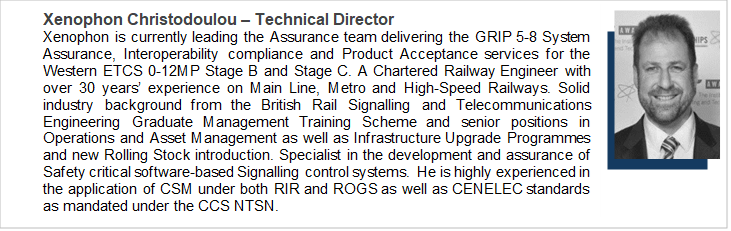 Xenophon Christodoulou – Technical Director
Xenophon is currently leading the Assurance team delivering the GRIP 5-8 System
Assurance, Interoperability compliance and Product Acceptance services for the
Western ETCS 0-12MP Stage B and Stage C. A Chartered Railway Engineer with
over 30 years’ experience on Main Line, Metro and High-Speed Railways. Solid
industry background from the British Rail Signalling and Telecommunications
Engineering Graduate Management Training Scheme and senior positions in
Operations and Asset Management as well as Infrastructure Upgrade Programmes
and new Rolling Stock introduction. Specialist in the development and assurance of
Safety critical software-based Signalling control systems. He is highly experienced in
the application of CSM under both RIR and ROGS as well as CENELEC standards
as mandated under the CCS NTSN.